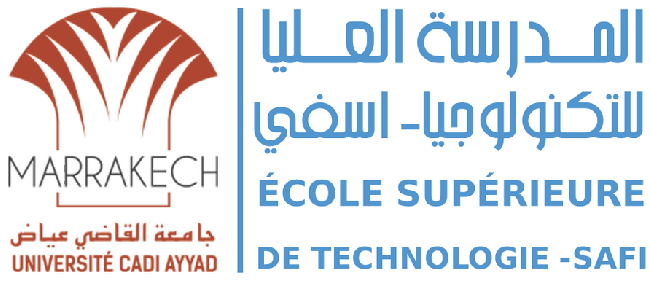 MARRAKECH
جامعة القاضي عياض
UNIVERSITÉ CADI AYYAD
المدرسة العليا
للتكنولوجيا- اسفي
ÉCOLE SUPÉRIEURE
DE TECHNOLOGIE -SAFI